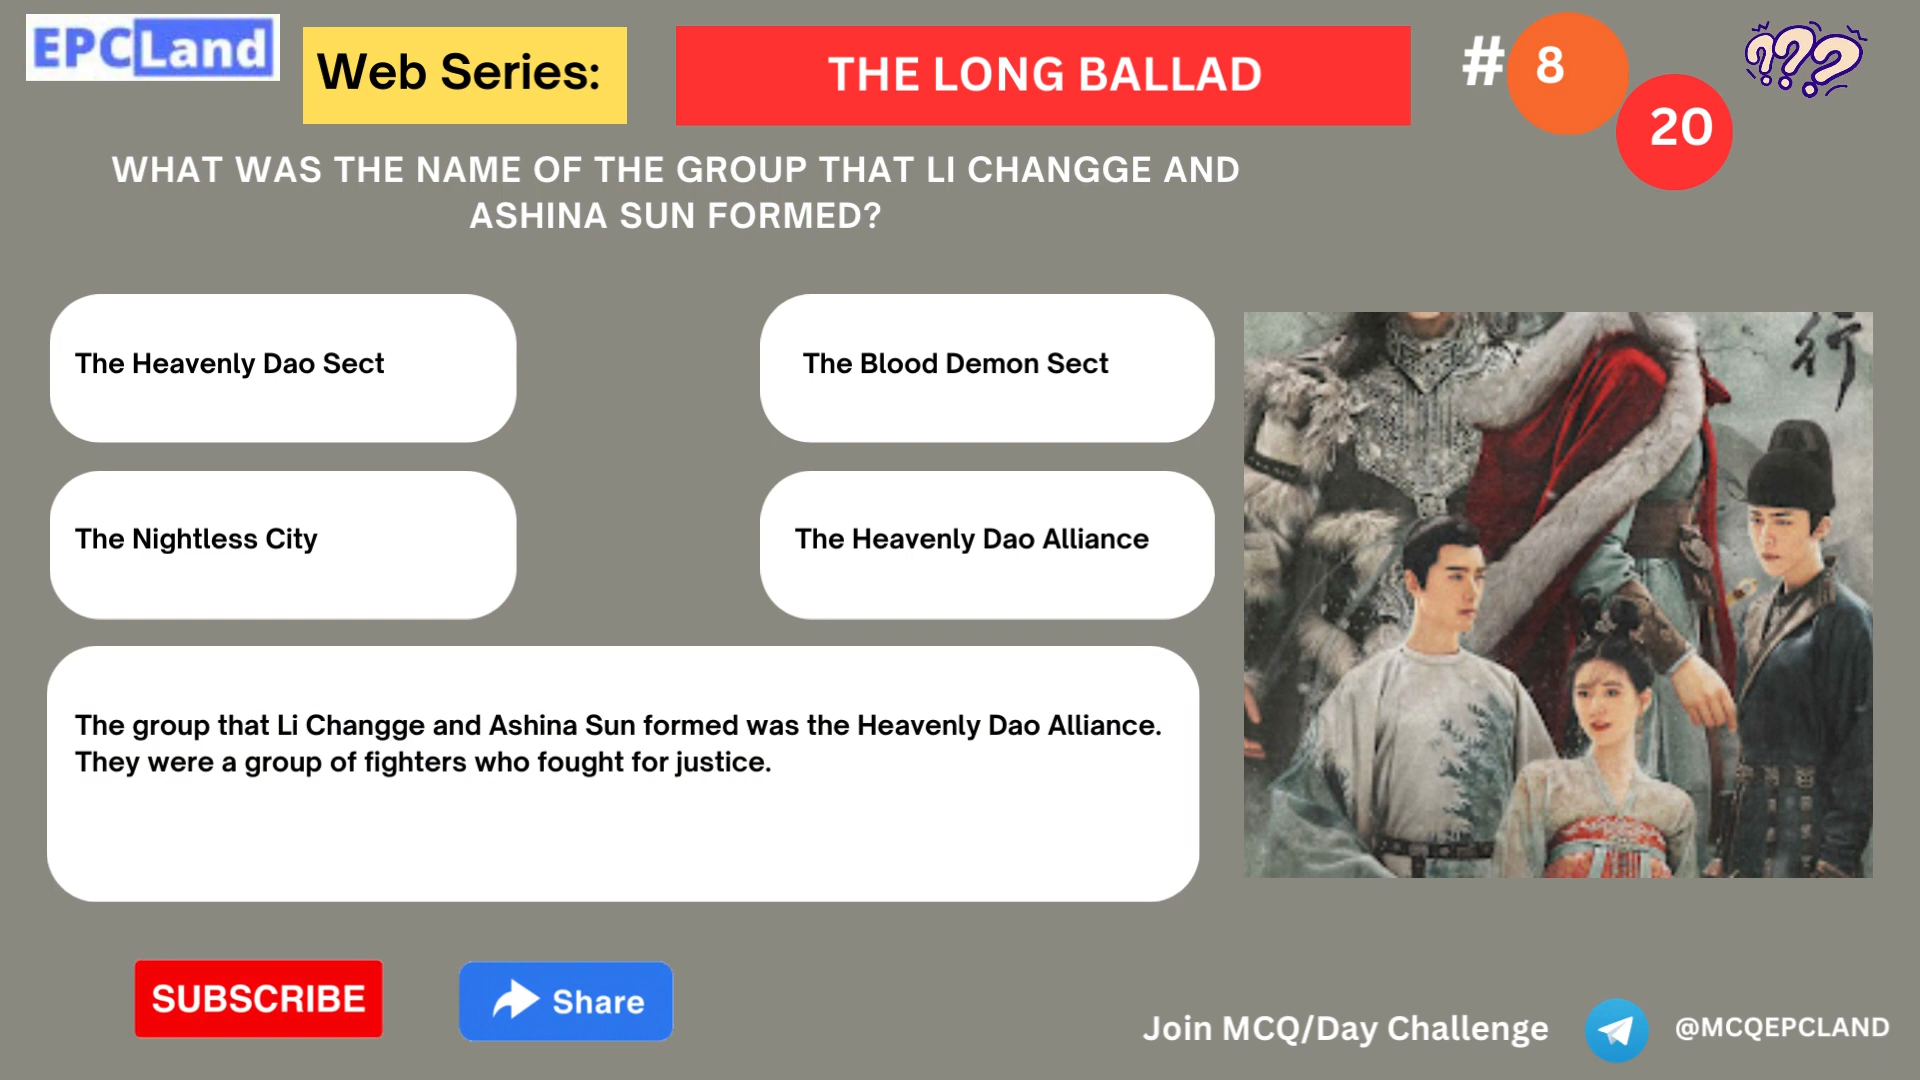 EPCLand
Web Series:
THE LONG BALLAD
# 8
20
???
WHAT WAS THE NAME OF THE GROUP THAT LI CHANGGE AND
ASHINA SUN FORMED?
The Heavenly Dao Sect
The Blood Demon Sect
The Nightless City
The Heavenly Dao Alliance
行
The group that Li Changge and Ashina Sun formed was the Heavenly Dao Alliance.
They were a group of fighters who fought for justice.
SUBSCRIBE
Share
Join MCQ/Day Challenge
@MCQEPCLAND